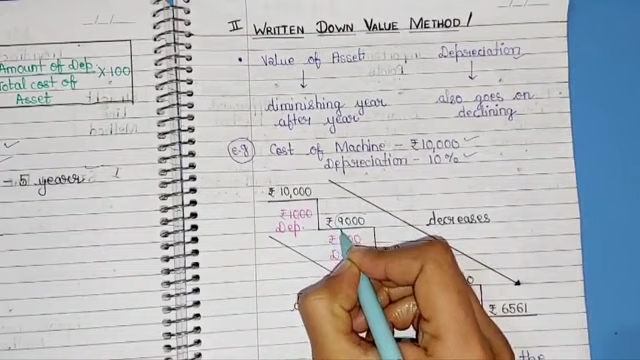 Amount of Dep. × 100
Total cost of
Asset
- 5 years
II WRITTEN DOWN VALUE METHOD!
• Value of Asset Depreciation
diminishing year also goes on
after year declining
e.g Cost of Machine - ₹10,000
Depreciation - 10%
₹ 10,000
₹1000 ₹9000 decreases
Dep.
₹ 6561
the